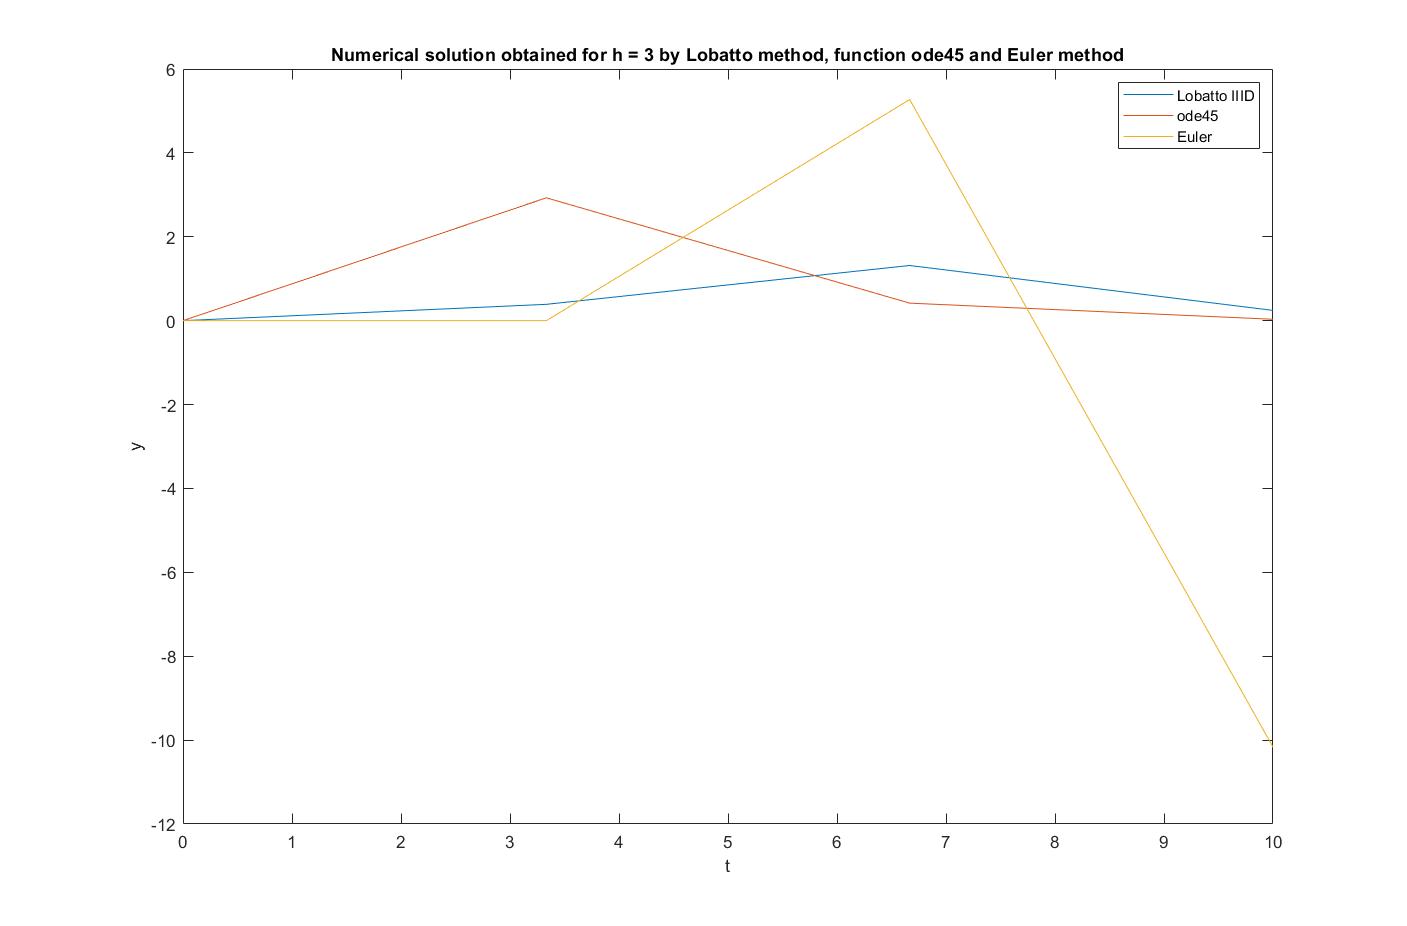 Numerical solution obtained for h = 3 by Lobatto method, function ode45 and Euler method
6
4
2
0
-2
-4
-6
-8
-10
-12
y
Lobatto IIID
ode45
Euler
0 1 2 3 4 5 6 7 8 9 10
t